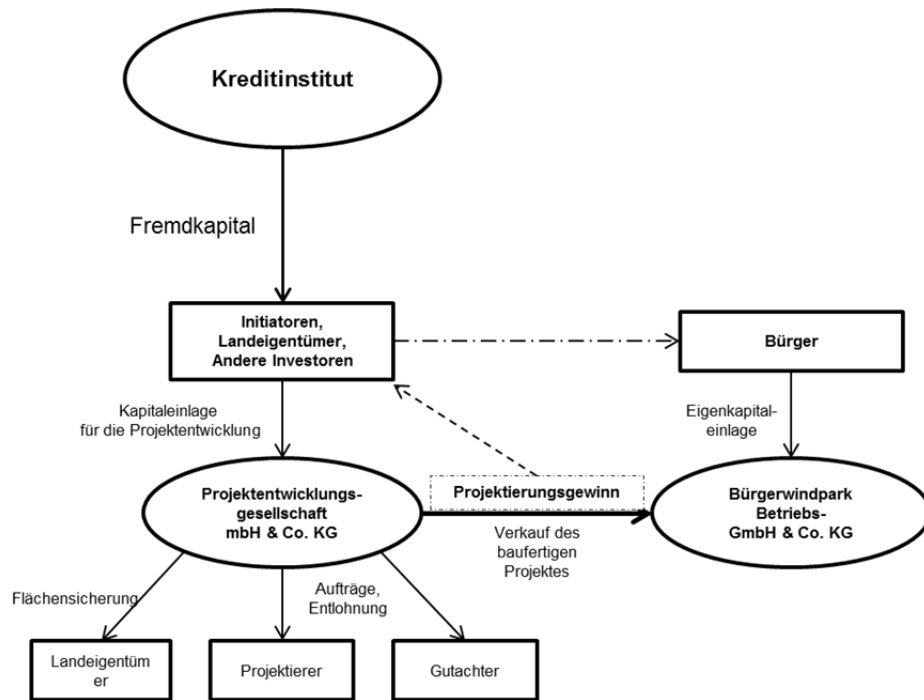 Kreditinstitut
Fremdkapital
Initiatoren,
Landeigentümer,
Andere Investoren
Bürger
Kapitaleinlage
für die Projektentwicklung
Eigenkapital-
einlage
Projektentwicklungs-
gesellschaft
mbH & Co. KG
Projektierungsgewinn
Verkauf des
baufertigen
Projektes
Bürgerwindpark
Betriebs-
GmbH & Co. KG
Flächensicherung
Aufträge,
Entlohnung
Landeigentüm
er
Projektierer
Gutachter